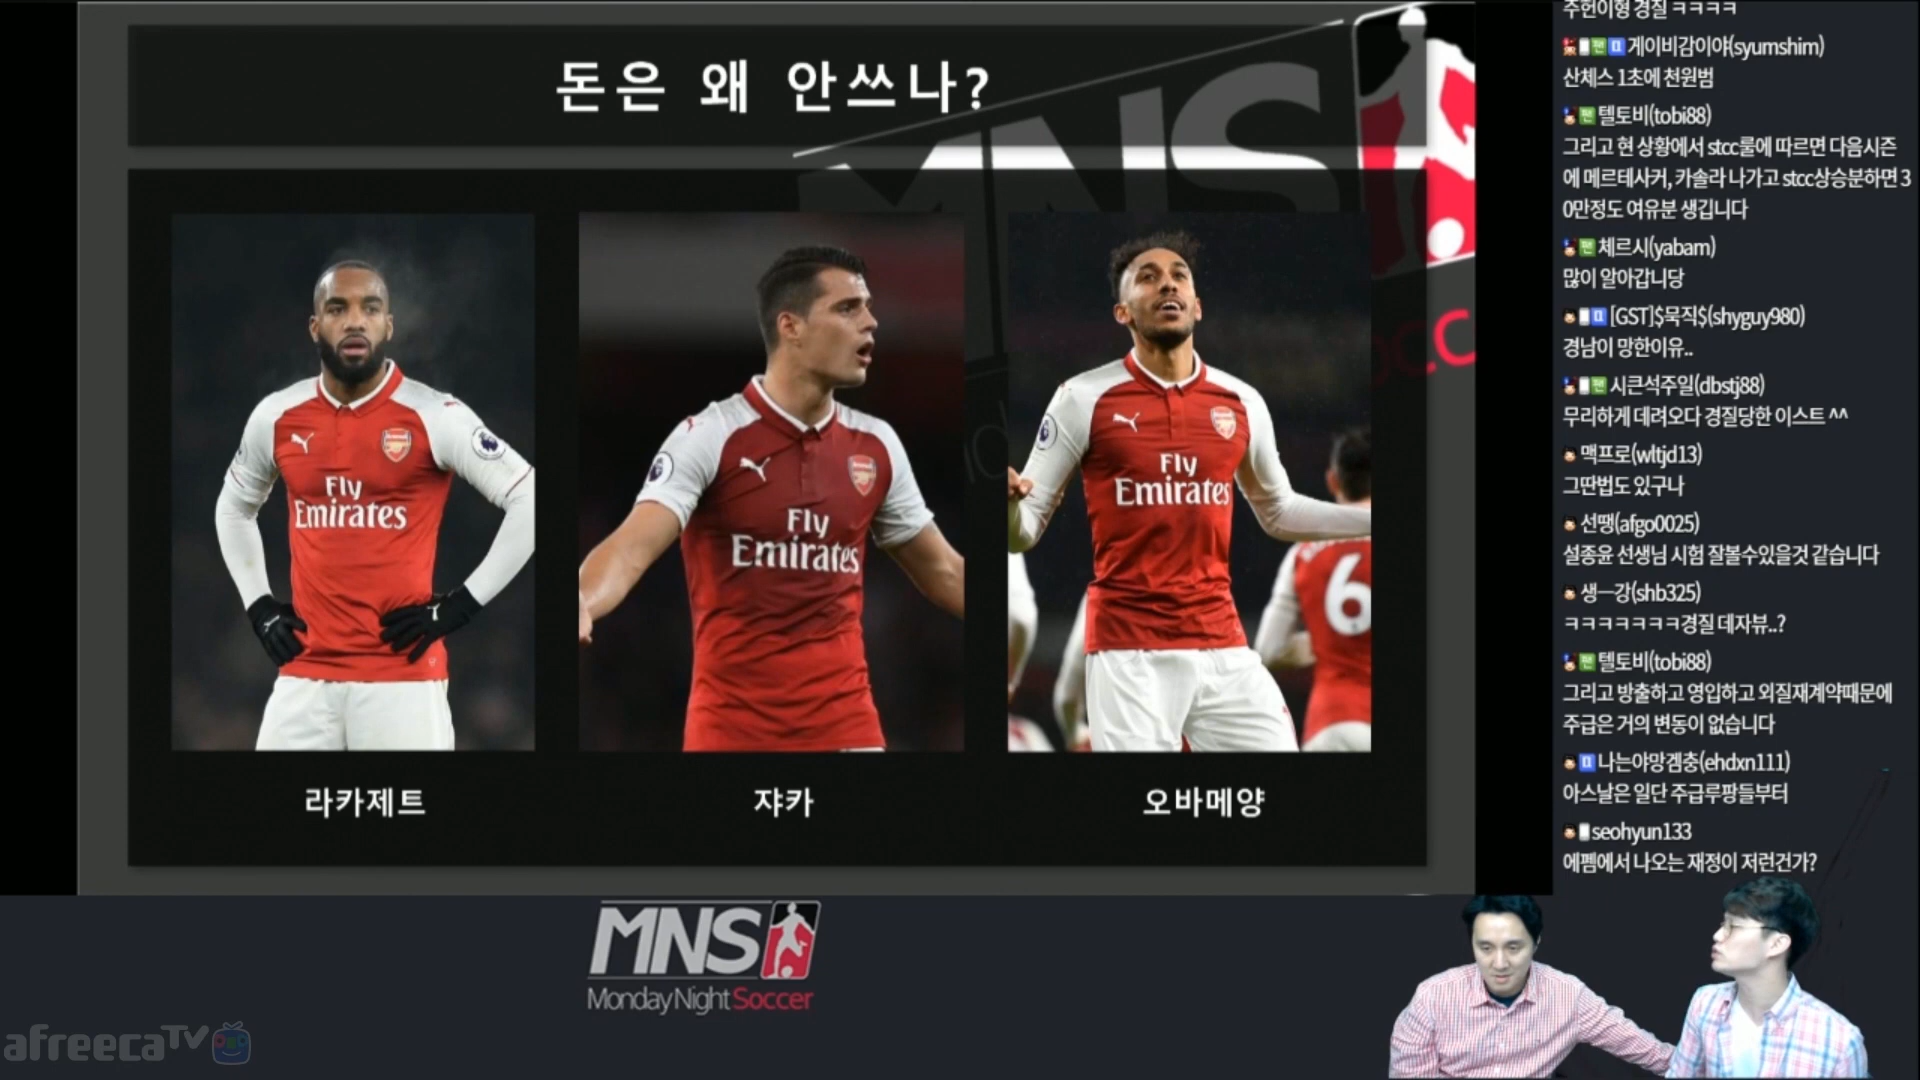 돈은 왜 안쓰나?
MNS
Fly
Emirates
Fly
Emirates
Fly
Emirates
6
라카제트
쟈카
오바메양
MNS
Monday Night Soccer
afreecaTV
주헌이형 경질 ㅋㅋㅋㅋ
게이비감이야(syumshim)
산체스 1초에 천원범
텔토비(tobi88)
그리고 현 상황에서 stcc룰에 따르면 다음시즌
에 메르테사커, 카솔라 나가고 stcc상승분하면 3
0만정도 여유분 생깁니다
체르시(yabam)
많이 알아갑니당
[GST]$묵직$(shyguy980)
경남이 망한이유..
시큰석주일(dbstj88)
무리하게 데려오다 경질당한 이스트 ^^
맥프로(wltjd13)
그딴법도 있구나
선땡(afgo0025)
설종윤 선생님 시험 잘볼수있을것 같습니다
생ㅡ강(shb325)
ㅋㅋㅋㅋㅋㅋㅋ경질 데자뷰..?
텔토비(tobi88)
그리고 방출하고 영입하고 외질재계약때문에
주급은 거의 변동이 없습니다
나는야망겜충(ehdxn111)
아스날은 일단 주급루팡들부터
seohyun133
에펨에서 나오는 재정이 저런건가?